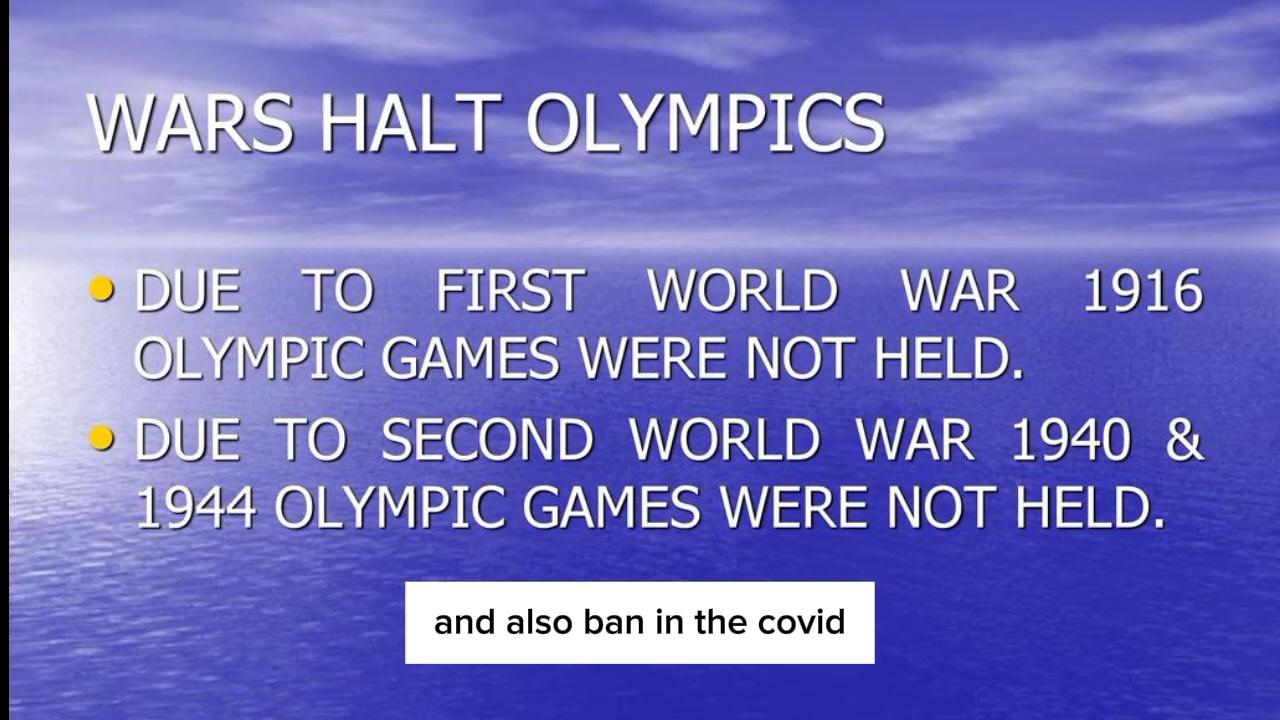 WARS HALT OLYMPICS
• DUE TO FIRST WORLD WAR 1916
OLYMPIC GAMES WERE NOT HELD.
• DUE TO SECOND WORLD WAR 1940 &
1944 OLYMPIC GAMES WERE NOT HELD.
and also ban in the covid